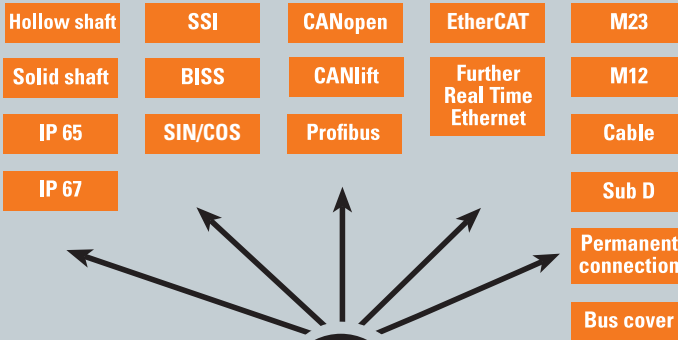 Hollow shaft
Solid shaft
IP 65
IP 67
SSI
BISS
SIN/COS
CANopen
CANlift
Profibus
EtherCAT
Further
Real Time
Ethernet
M23
M12
Cable
Sub D
Permanent
connection
Bus cover